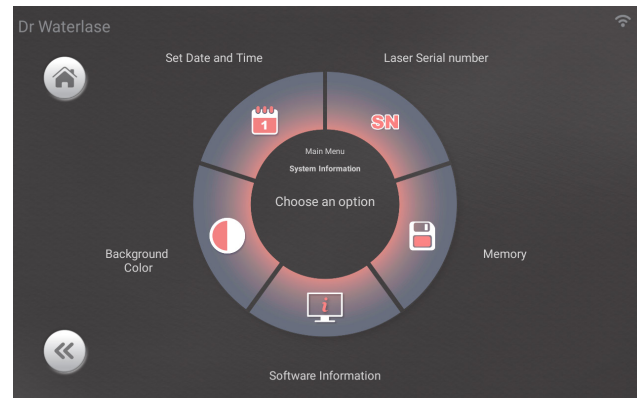 Dr Waterlase
Set Date and Time
Laser Serial number
1
SN
Main Menu
System Information
Choose an option
Background
Color
Memory
i
Software Information